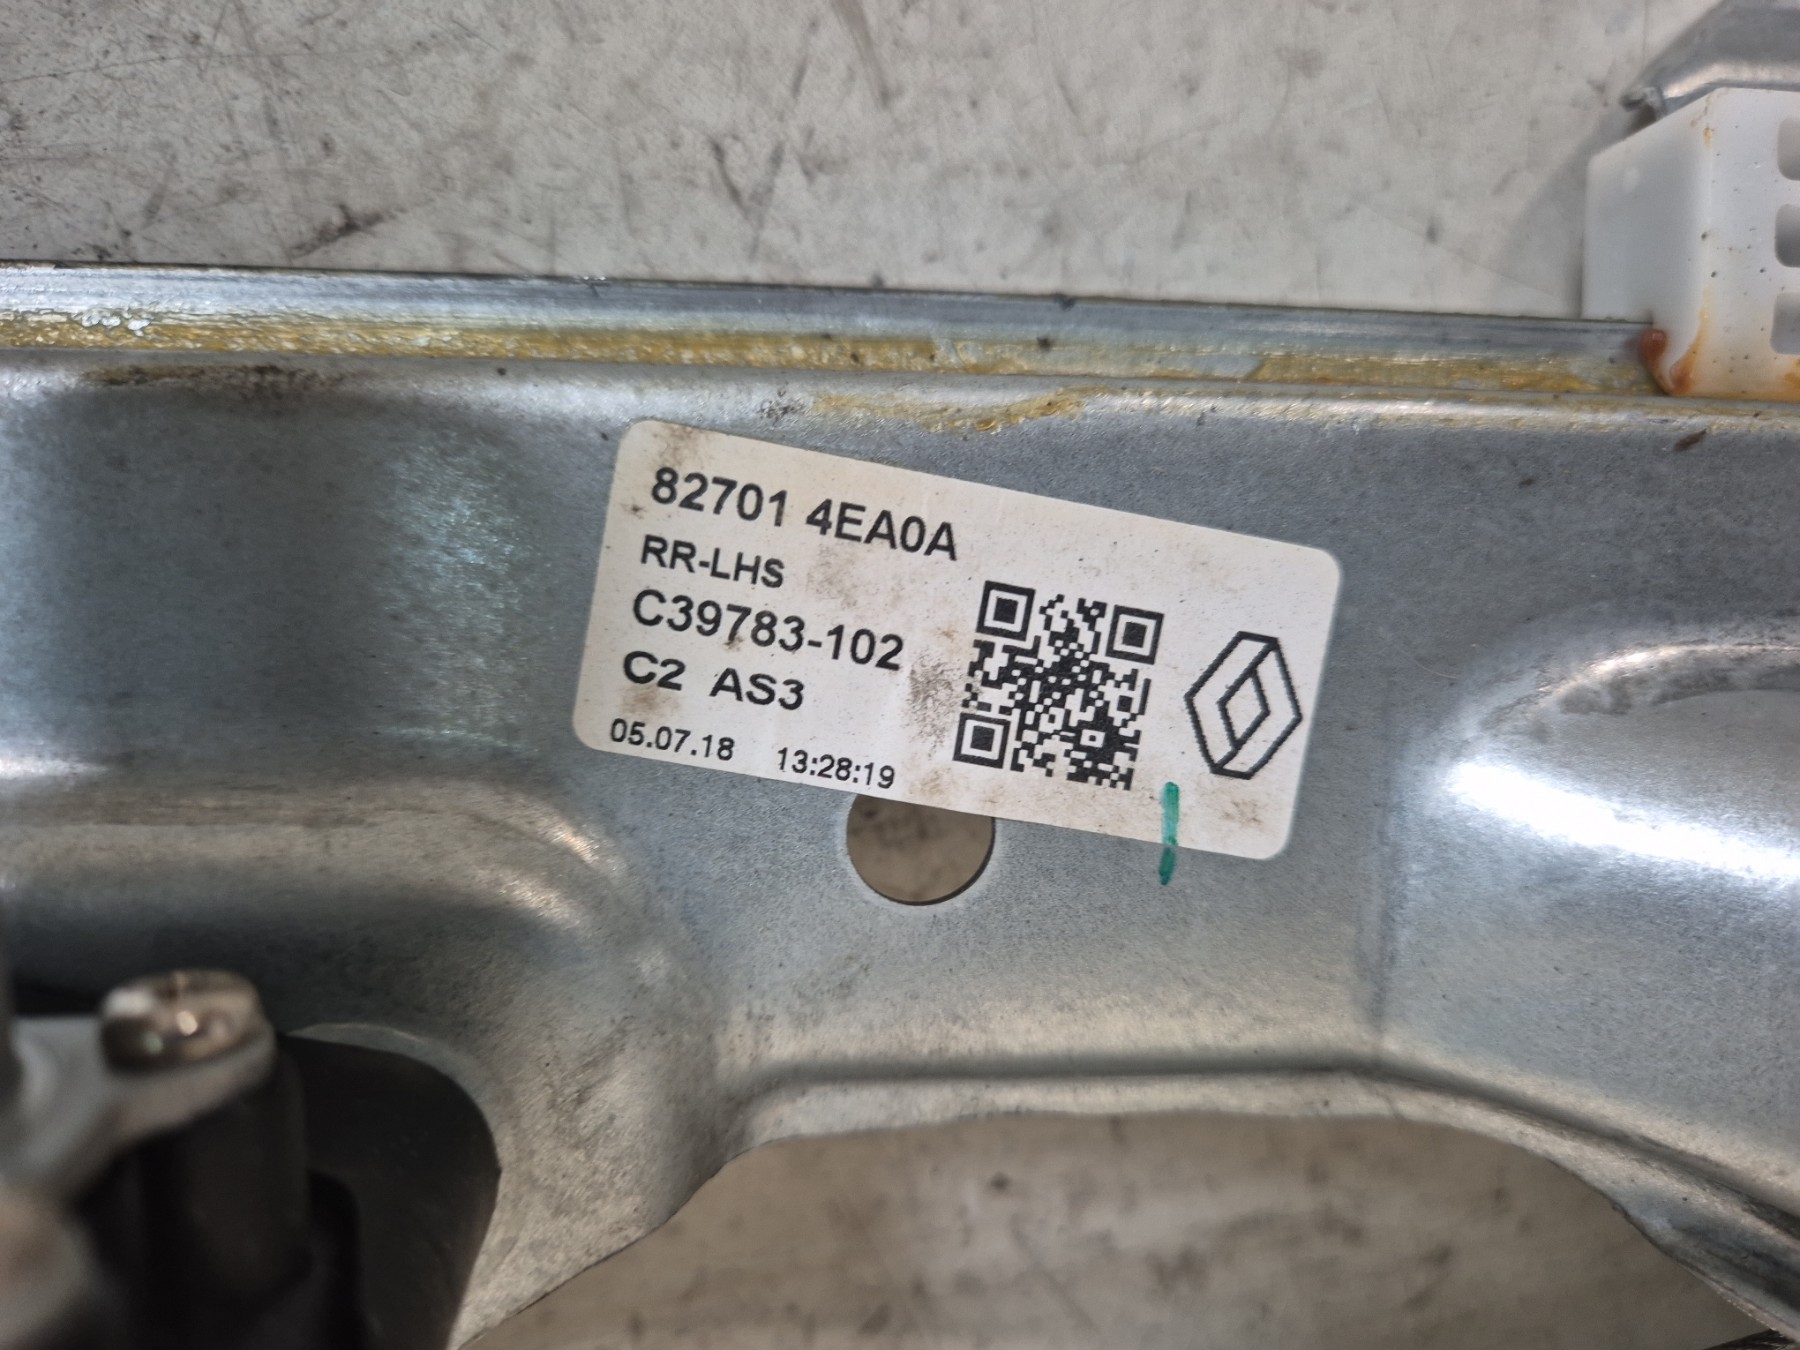 82701 4EA0A
RR-LHS
C39783-102
C2 AS3
05.07.18 13:28:19